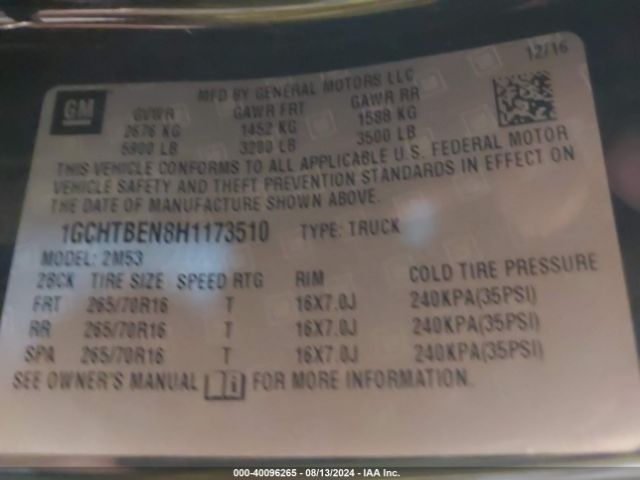 12/16
GM
MFD BY GENERAL MOTORS LLC
GVWR GAWR FRT GAWR RR
2676 KG 1452 KG 1588 KG
5900 LB 3200 LB 3500 LB
THIS VEHICLE CONFORMS TO ALL APPLICABLE U.S. FEDERAL MOTOR
VEHICLE SAFETY AND THEFT PREVENTION STANDARDS IN EFFECT ON
THE DATE OF MANUFACTURE SHOWN ABOVE.
1GCHTBEN8H1173510 TYPE: TRUCK
MODEL: 2M53
2BCK TIRE SIZE SPEED RTG RIM COLD TIRE PRESSURE
FRT 265/70R16 T 16X7.0J 240KPA(35PSI)
RR 265/70R16 T 16X7.0J 240KPA(35PSI)
SPA 265/70R16 T 16X7.0J 240KPA(35PSI)
SEE OWNER'S MANUAL FOR MORE INFORMATION.
000-40096265 - 08/13/2024 - IAA Inc.